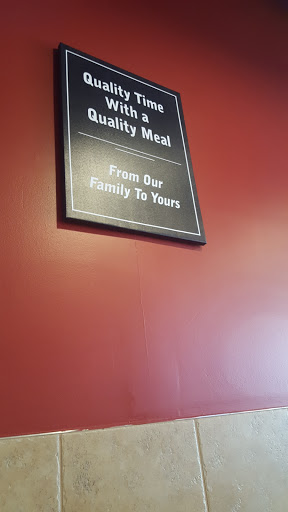 Quality Time
With a
Quality Meal
From Our
Family To Yours